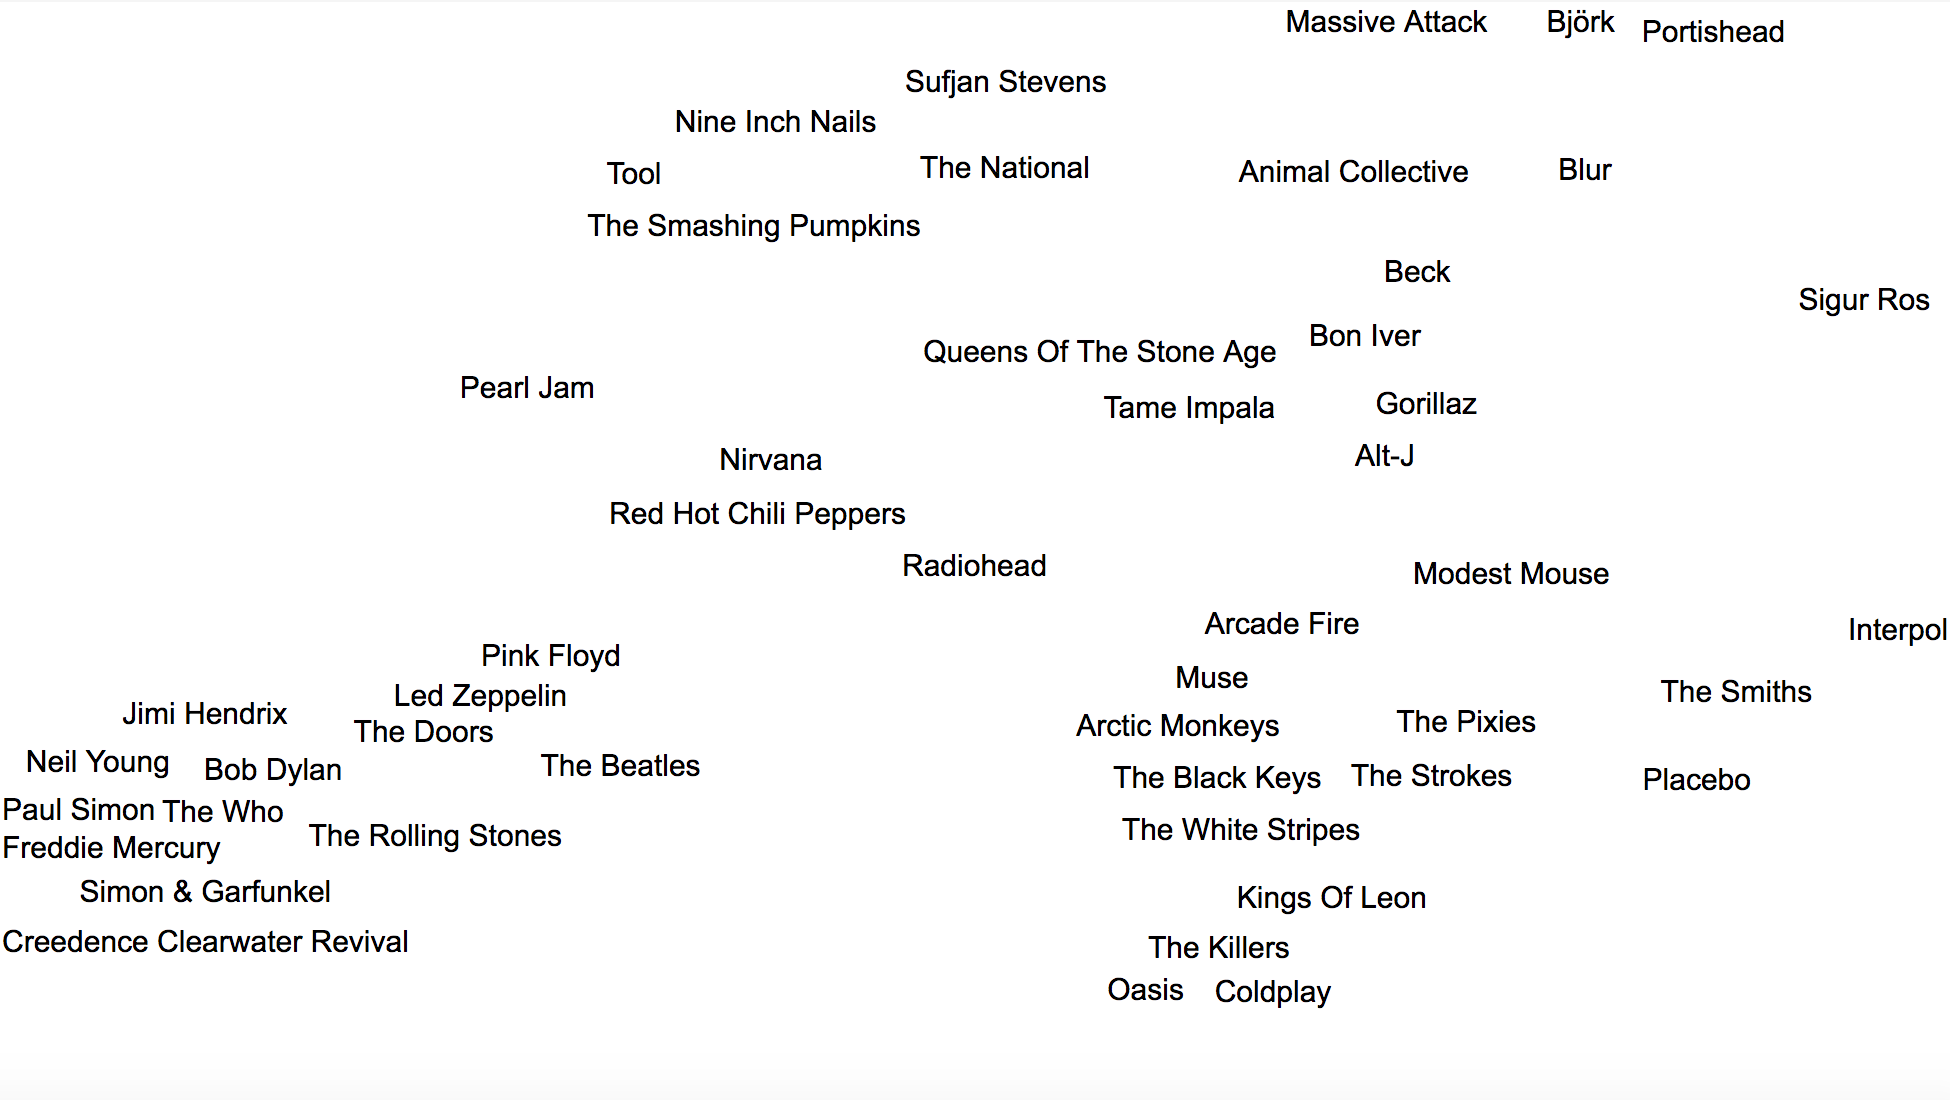 Massive Attack
Björk
Portishead
Sufjan Stevens
Nine Inch Nails
Tool
The National
Animal Collective
Blur
The Smashing Pumpkins
Beck
Sigur Ros
Bon Iver
Queens Of The Stone Age
Pearl Jam
Tame Impala
Gorillaz
Nirvana
Alt-J
Red Hot Chili Peppers
Radiohead
Modest Mouse
Arcade Fire
Interpol
Pink Floyd
Muse
Led Zeppelin
The Smiths
Jimi Hendrix
The Doors
Arctic Monkeys
The Pixies
Neil Young
Bob Dylan
The Beatles
The Black Keys
The Strokes
Placebo
Paul Simon
The Who
The Rolling Stones
The White Stripes
Freddie Mercury
Simon & Garfunkel
Kings Of Leon
Creedence Clearwater Revival
The Killers
Oasis
Coldplay